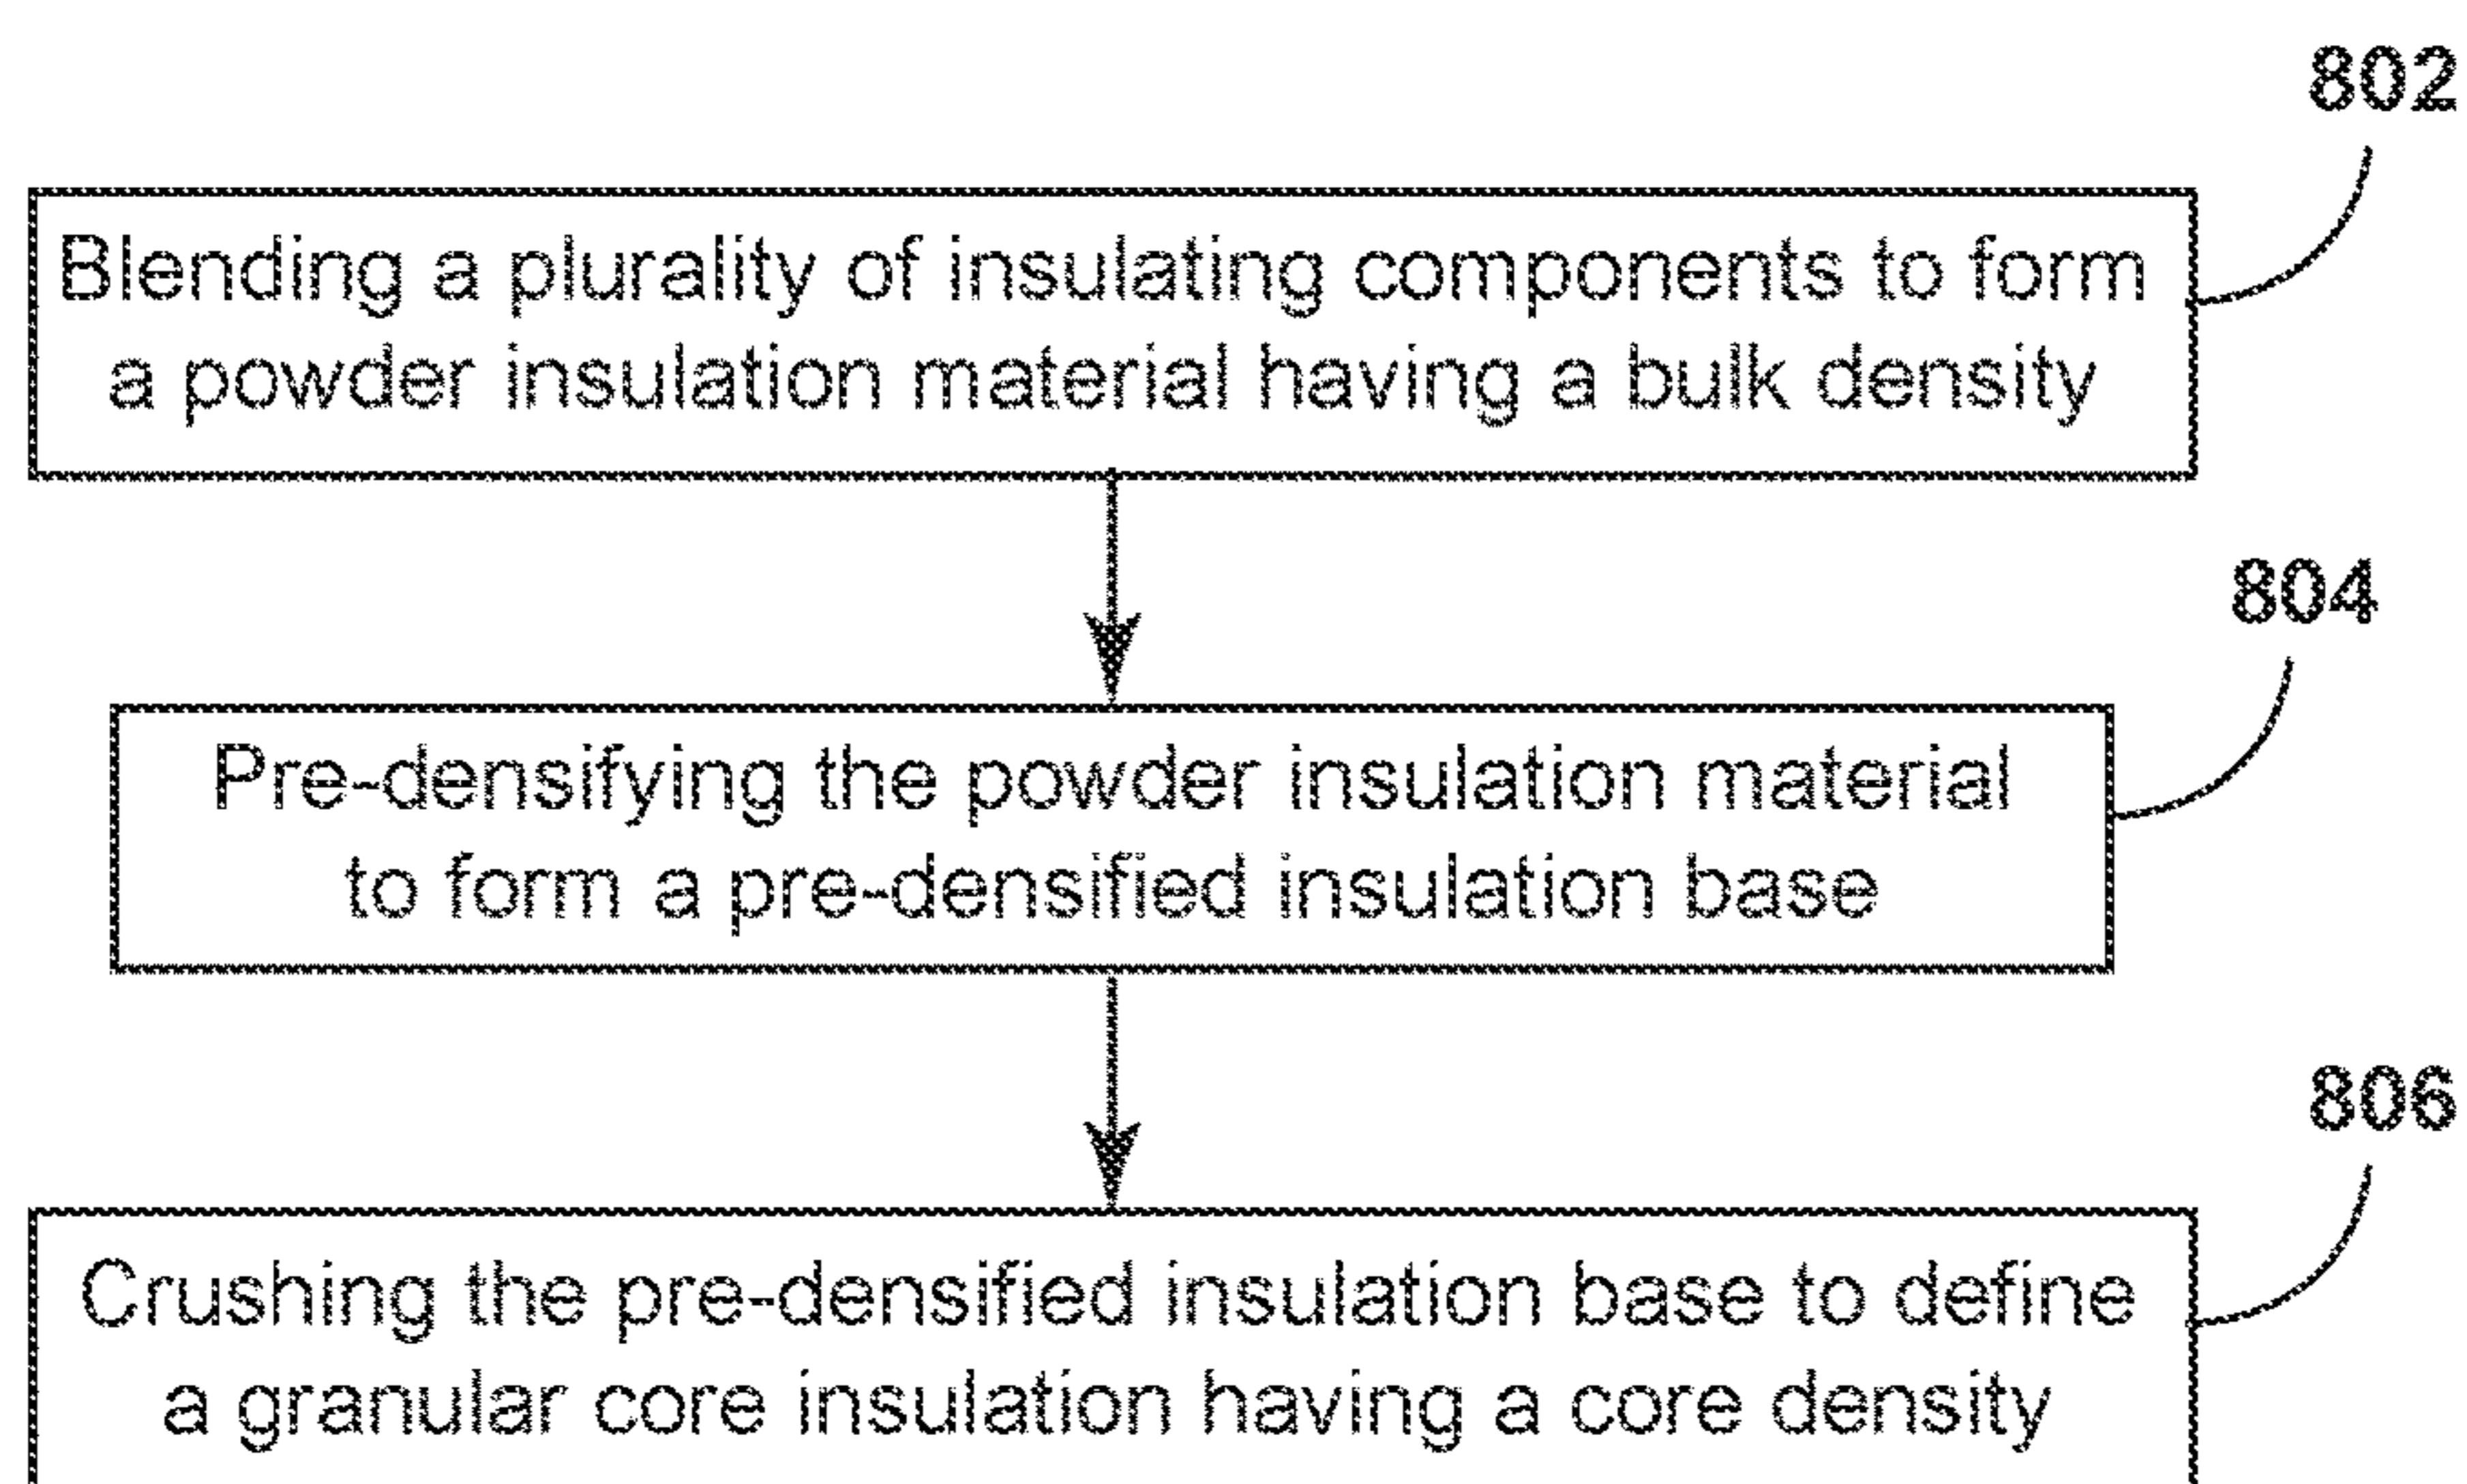 802
Blending a plurality of insulating components to form
a powder insulation material having a bulk density
804
Pre-densifying the powder insulation material
to form a pre-densified insulation base
806
Crushing the pre-densified insulation base to define
a granular core insulation having a core density